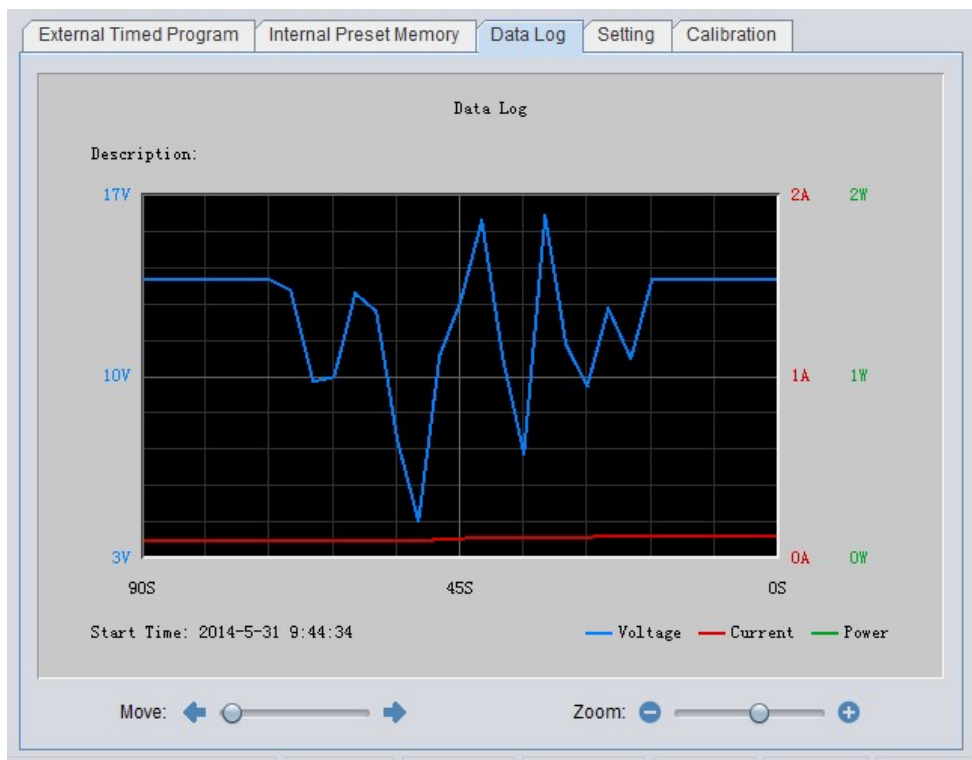 External Timed Program Internal Preset Memory Data Log Setting Calibration
Data Log
Description:
17V 2A 2W
10V 1A 1W
3V 0A 0W
90S 45S 0S
Start Time: 2014-5-31 9:44:34 Voltage Current Power
Move: Zoom: